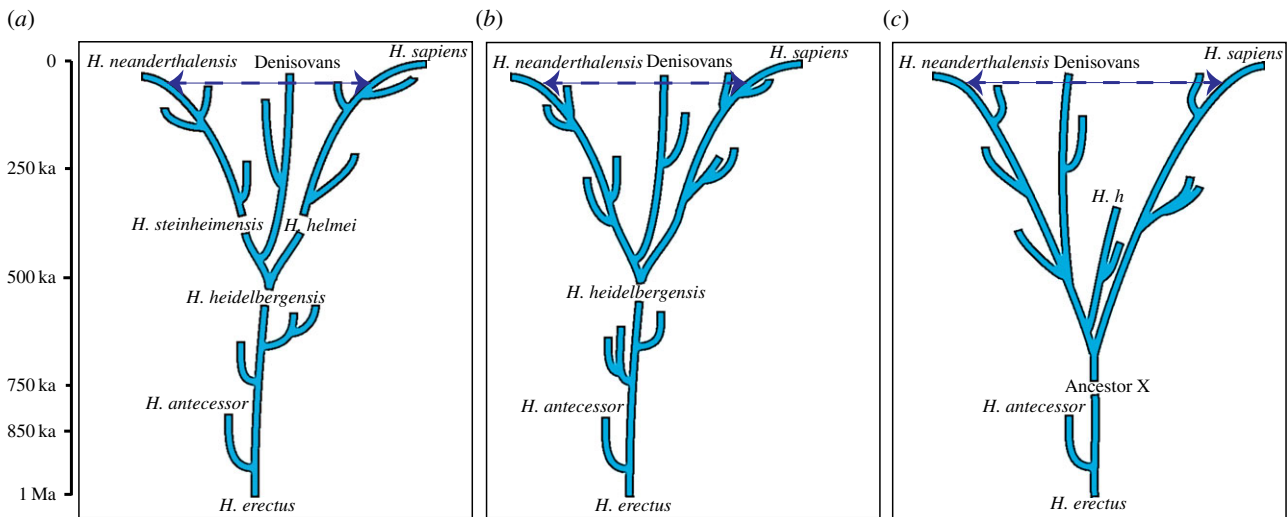 (a)
(b)
(c)
0
250 ka
500 ka
750 ka
850 ka
1 Ma
H. neanderthalensis
Denisovans
H. sapiens
H. steinheimensis
H. helmei
H. heidelbergensis
H. antecessor
H. erectus
H. neanderthalensis
Denisovans
H. sapiens
H. heidelbergensis
H. antecessor
H. erectus
H. neanderthalensis
Denisovans
H. sapiens
H. h
Ancestor X
H. antecessor
H. erectus